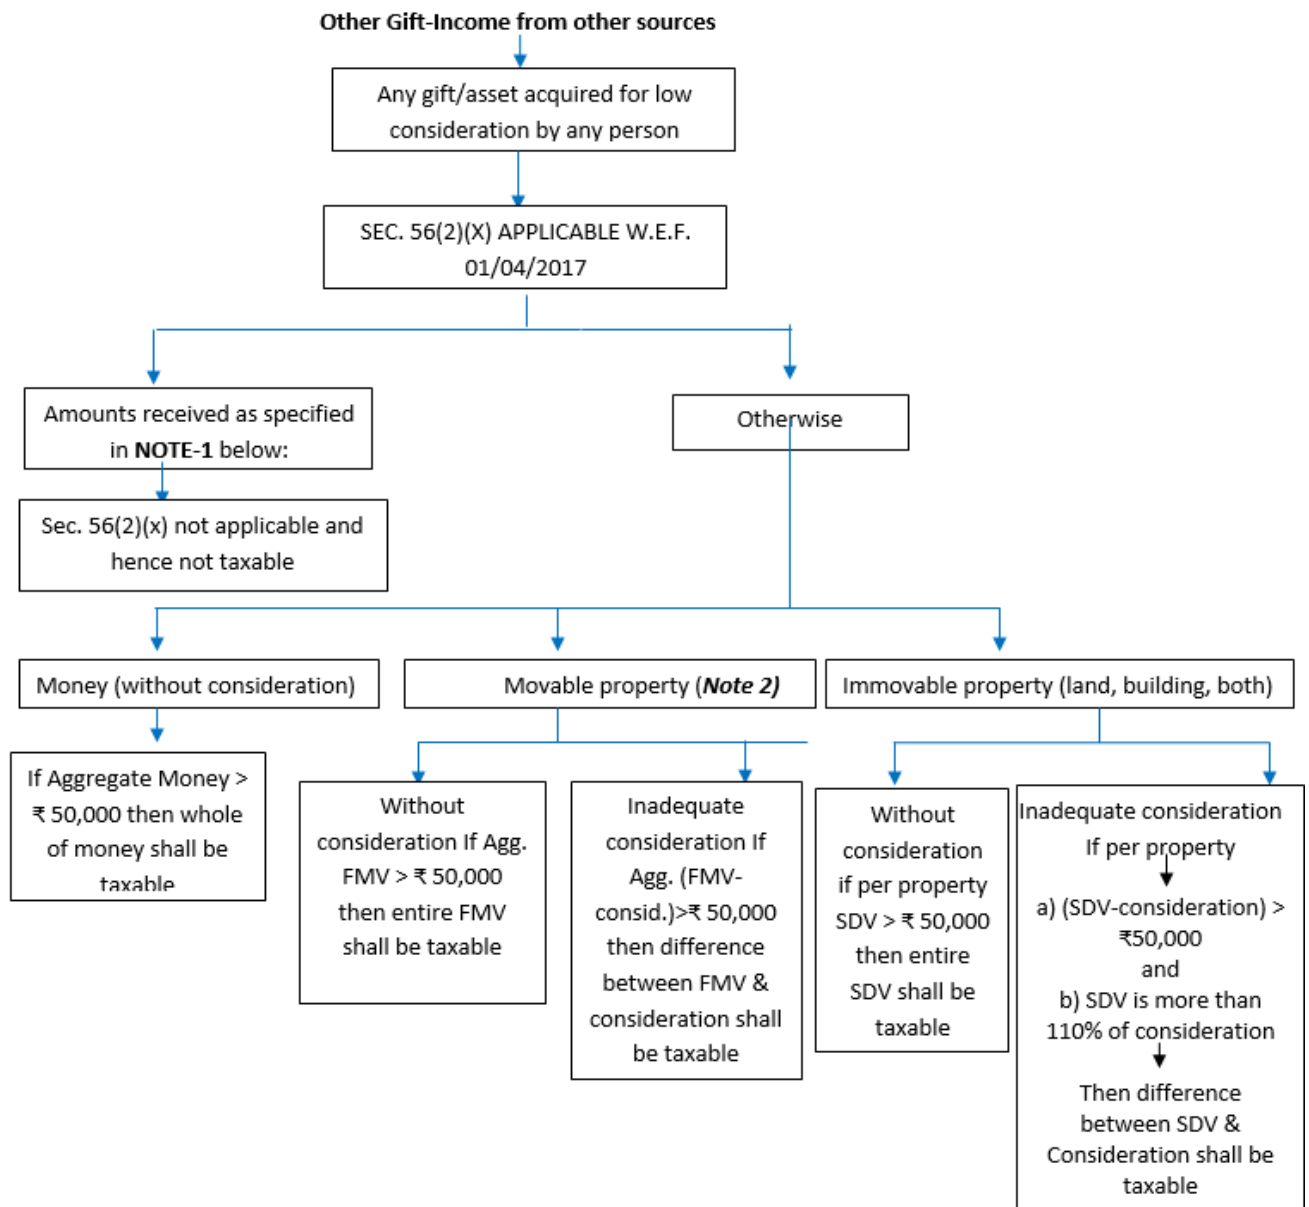 Other Gift-Income from other sources
Any gift/asset acquired for low
consideration by any person
SEC. 56(2)(X) APPLICABLE W.E.F.
01/04/2017
Amounts received as specified
in NOTE-1 below:
Otherwise
Sec. 56(2)(x) not applicable and
hence not taxable
Money (without consideration)
Movable property (Note 2)
Immovable property (land, building, both)
If Aggregate Money >
₹ 50,000 then whole
of money shall be
taxable
Without
consideration If Agg.
FMV > ₹ 50,000
then entire FMV
shall be taxable
Inadequate
consideration If
Agg. (FMV-
consid.)>₹ 50,000
then difference
between FMV &
consideration shall
be taxable
Without
consideration
if per property
SDV > ₹ 50,000
then entire
SDV shall be
taxable
Inadequate consideration
If per property
a) (SDV-consideration) >
₹50,000
and
b) SDV is more than
110% of consideration
Then difference
between SDV &
Consideration shall be
taxable